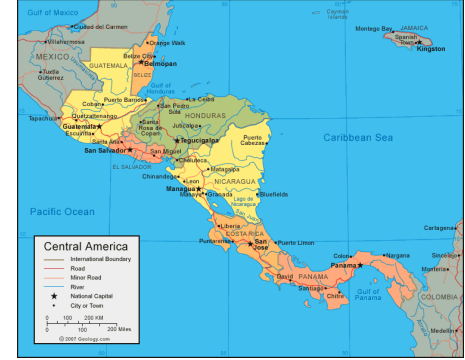 Gulf of Mexico
Ciudad del Carmen
Cayman
Islands
JAMAICA
Montego Bay
Spanish
Town
Kingston
Villahermosa
Orange Walk
MEXICO
Belize City
Belmopan
GUATEMALA
BELIZE
Tuxtla
Gutierrez
Gulf of
Honduras
Puerto Barrios
La Ceiba
Coban
San Pedro
Sula
Quetzaltenango
HONDURAS
Tapachula
Guatemala
Santa
Rosa de
Copan
Juticalpa
Escuintla
Tegucigalpa
Santa Ana
Caribbean Sea
San Salvador
San Miguel
Puerto
Cabezas
Choluteca
EL SALVADOR
Matagalpa
Chinandega
Leon
NICARAGUA
Managua
Masaya
Granada
Bluefields
Lago de
Nicaragua
San Juan
Pacific Ocean
Liberia
COSTA RICA
Cartagena
Puntarenas
San
Jose
Puerto Limon
Central America
International Boundary
Road
Minor Road
River
National Capital
City or Town
0 100 200 KM
0 100 200 Miles
© 2007 Geology.com
Colon
Nargana
Sincelejo
Panama
Monteria
David
PANAMA
Santiago
Chitre
Gulf of
Panama
COLOMBIA
Medellin